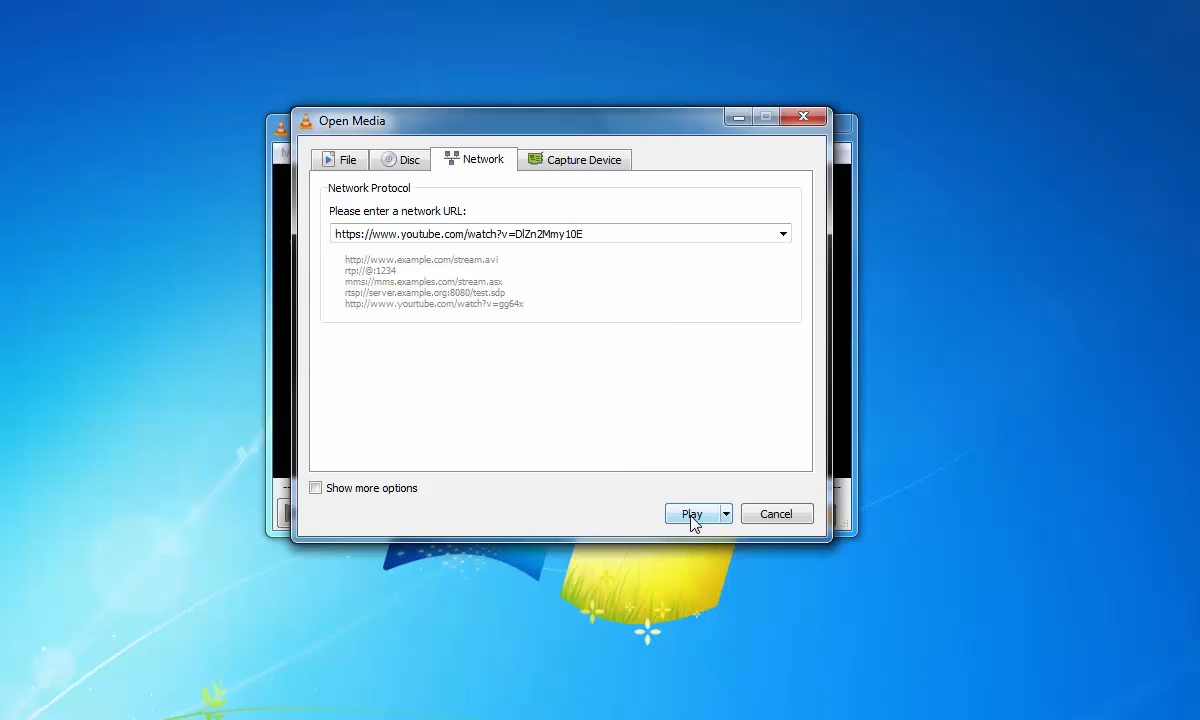 Open Media
File
Disc
Network
Capture Device
Network Protocol
Please enter a network URL:
https://www.youtube.com/watch?v=DlZn2Mmy10E
http://www.example.com/stream.avi
rtp://@:1234
mms://mms.examples.com/stream.asx
rtsp://server.example.org:8080/test.sdp
http://www.yourtube.com/watch?v=gg64x
Show more options
Play
Cancel